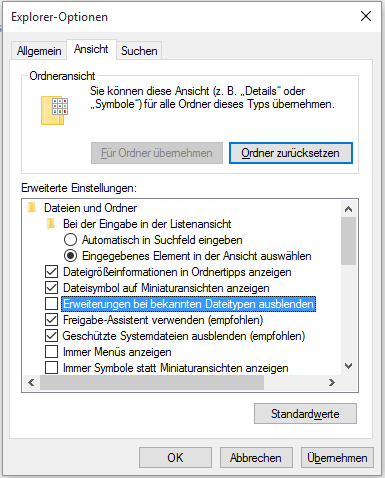 Explorer-Optionen
Allgemein Ansicht Suchen
Ordneransicht
Sie können diese Ansicht (z. B. „Details“ oder
„Symbole“) für alle Ordner dieses Typs übernehmen.
Für Ordner übernehmen Ordner zurücksetzen
Erweiterte Einstellungen:
Dateien und Ordner
Bei der Eingabe in der Listenansicht
Automatisch in Suchfeld eingeben
Eingegebenes Element in der Ansicht auswählen
Dateigrößeinformationen in Ordnertipps anzeigen
Dateisymbol auf Miniaturansichten anzeigen
Erweiterungen bei bekannten Dateitypen ausblenden
Freigabe-Assistent verwenden (empfohlen)
Geschützte Systemdateien ausblenden (empfohlen)
Immer Menüs anzeigen
Immer Symbole statt Miniaturansichten anzeigen
Standardwerte
OK Abbrechen Übernehmen